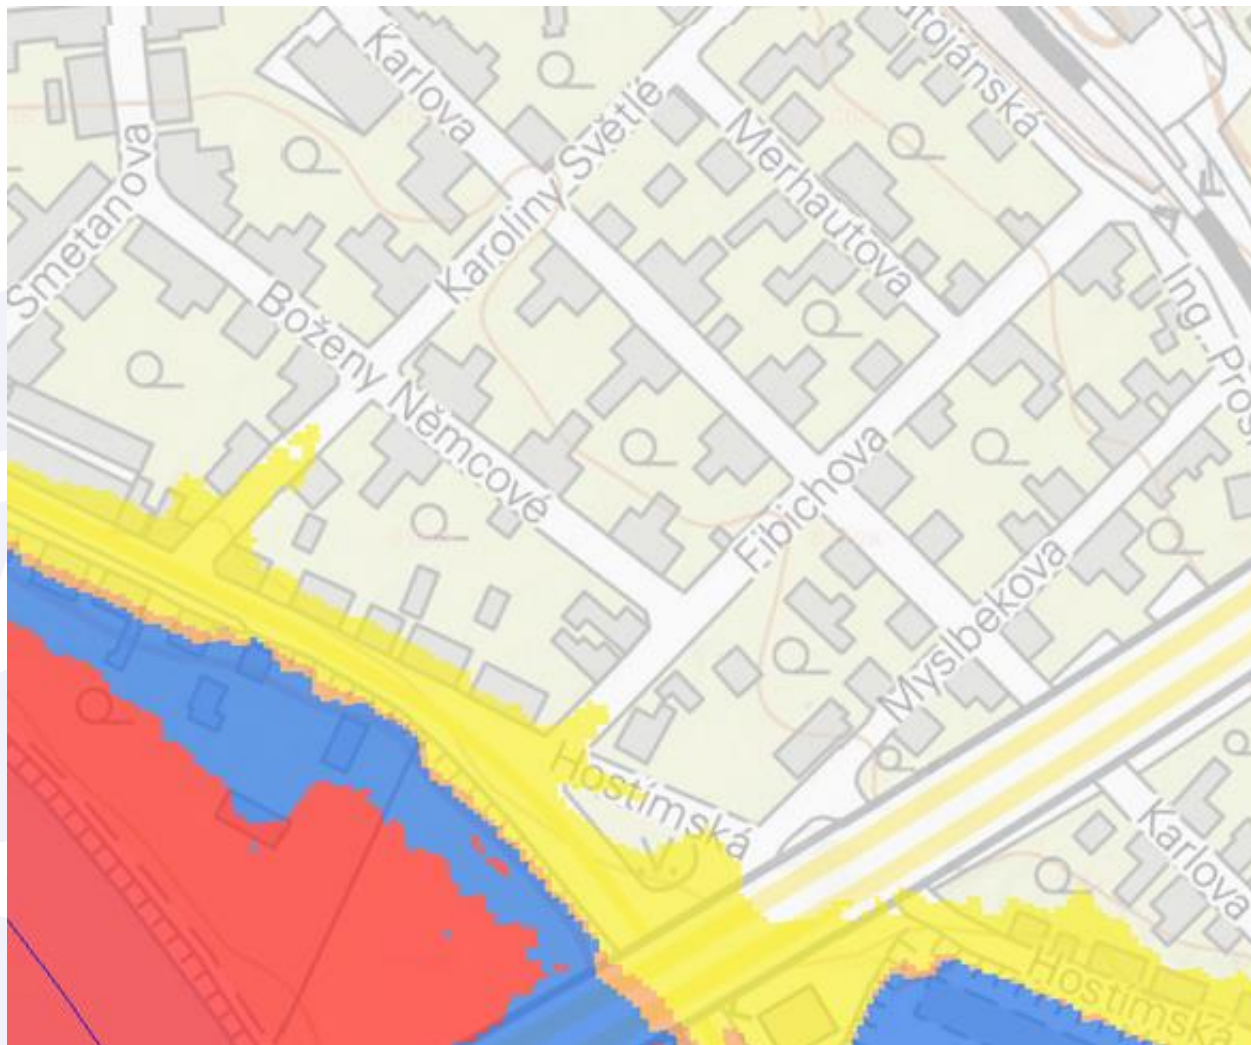 Karlova
Karoliny Světlé
Merhautova
Smetanova
Boženy Němcové
Fibichova
Myslbekova
Hostímská
Karlova
Hostímská